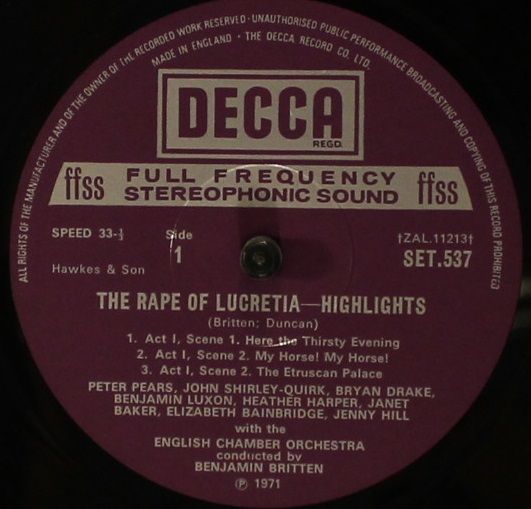 ALL RIGHTS OF THE MANUFACTURER AND OF THE OWNER OF THE RECORDED WORK RESERVED · UNAUTHORISED PUBLIC PERFORMANCE BROADCASTING AND COPYING OF THIS RECORD PROHIBITED
MADE IN ENGLAND · THE DECCA RECORD CO. LTD.
DECCA
REGD.
ffss FULL FREQUENCY STEREOPHONIC SOUND ffss
SPEED 33-⅓
Side
1
†ZAL.11213†
SET.537
Hawkes & Son
THE RAPE OF LUCRETIA—HIGHLIGHTS
(Britten; Duncan)
1. Act I, Scene 1. Here the Thirsty Evening
2. Act I, Scene 2. My Horse! My Horse!
3. Act I, Scene 2. The Etruscan Palace
PETER PEARS, JOHN SHIRLEY-QUIRK, BRYAN DRAKE,
BENJAMIN LUXON, HEATHER HARPER, JANET
BAKER, ELIZABETH BAINBRIDGE, JENNY HILL
with the
ENGLISH CHAMBER ORCHESTRA
conducted by
BENJAMIN BRITTEN
℗ 1971